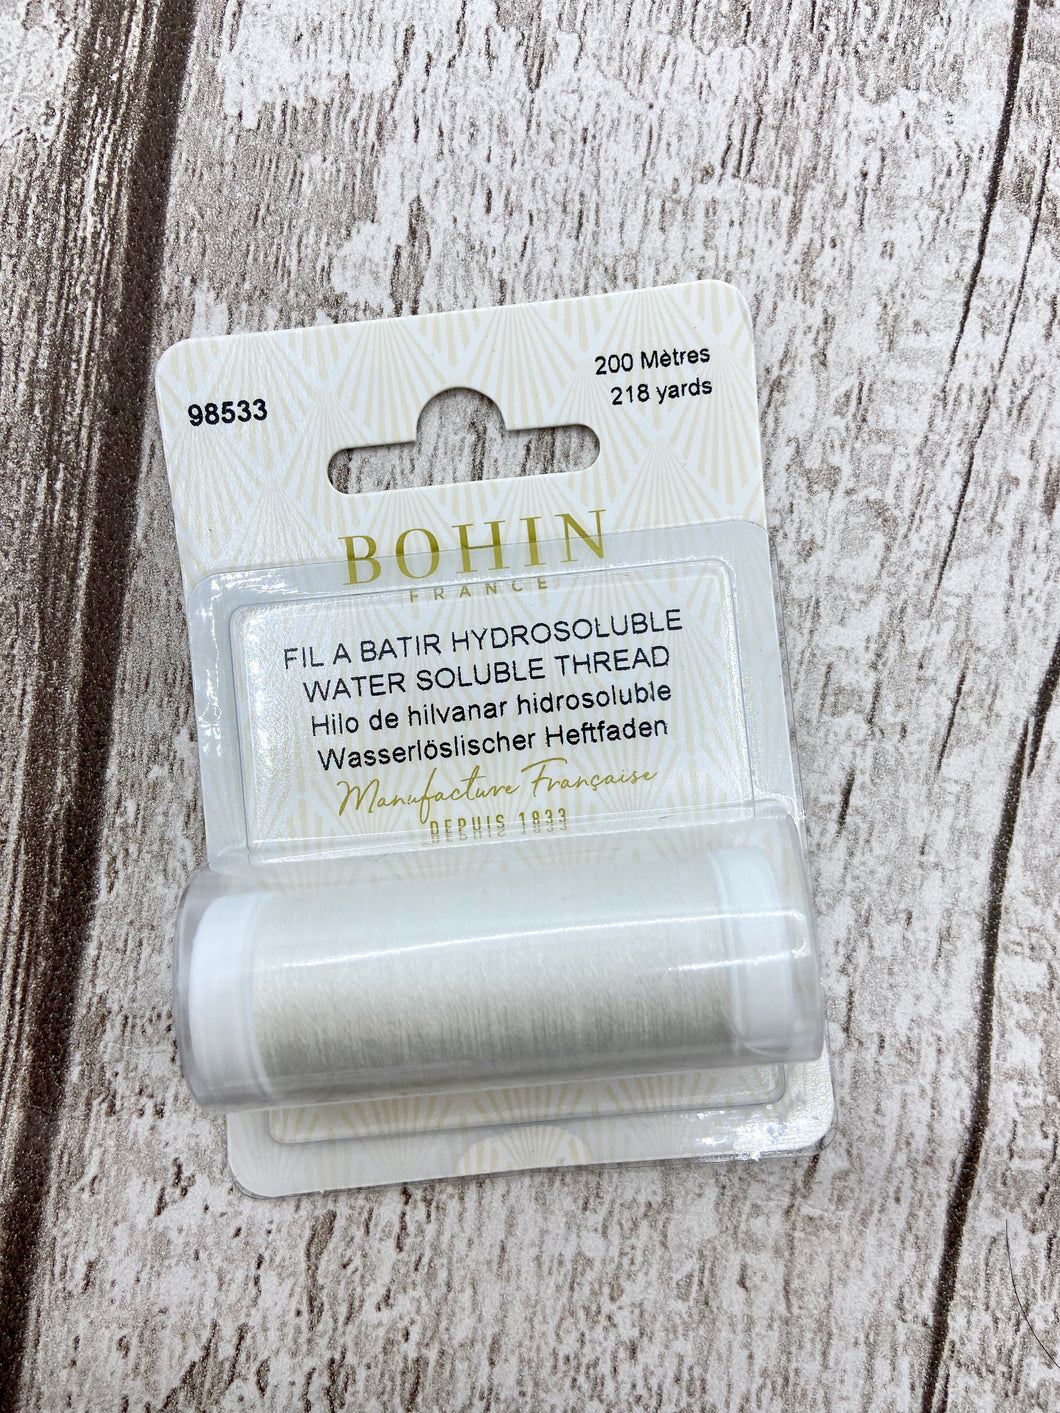 98533
200 Mètres
218 yards
BOHIN
FRANCE
FIL A BATIR HYDROSOLUBLE
WATER SOLUBLE THREAD
Hilo de hilvanar hidrosoluble
Wasserlöslischer Heftfaden
Manufacture Française
DEPUIS 1833